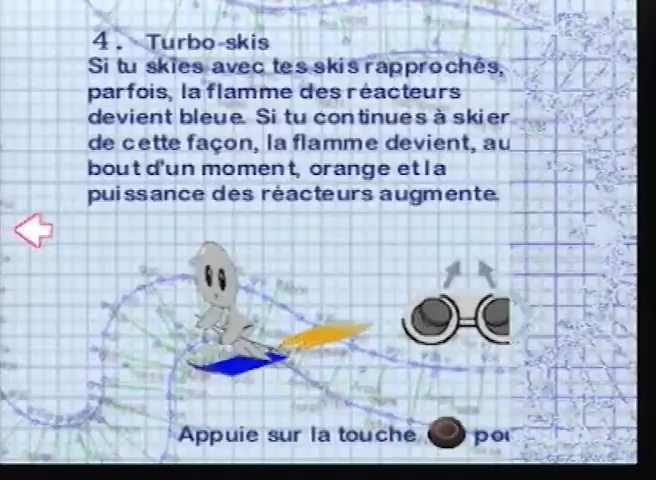 4. Turbo-skis
Si tu skies avec tes skis rapprochés,
parfois, la flamme des réacteurs
devient bleue. Si tu continues à skier
de cette façon, la flamme devient, au
bout d'un moment, orange et la
puissance des réacteurs augmente.
Appuie sur la touche